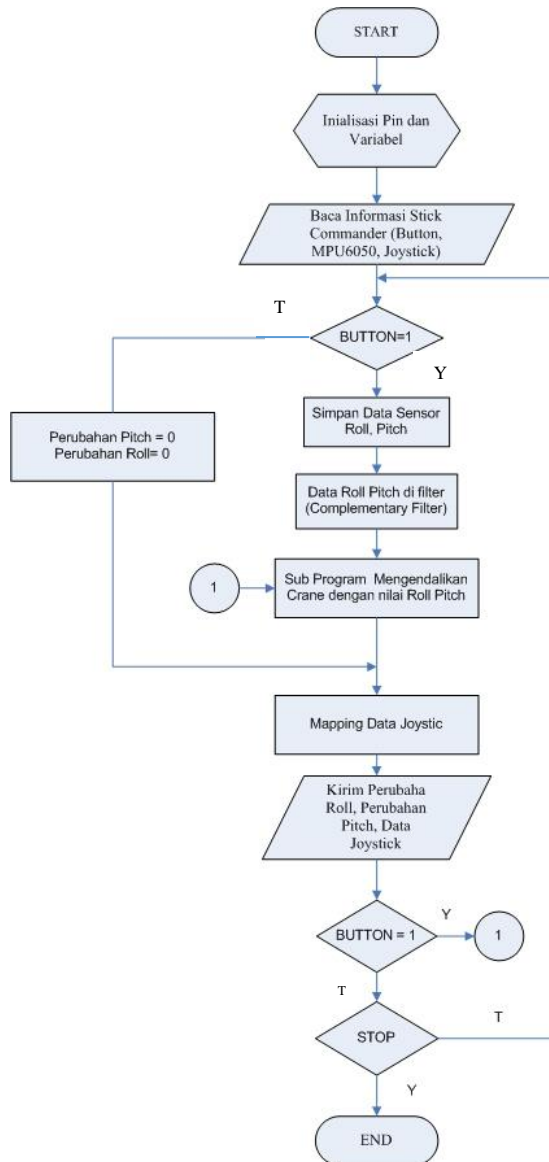 START
Inialisasi Pin dan
Variabel
Baca Informasi Stick
Commander (Button,
MPU6050, Joystick)
T
BUTTON=1
Y
Simpan Data Sensor
Roll, Pitch
Perubahan Pitch = 0
Perubahan Roll= 0
Data Roll Pitch di filter
(Complementary Filter)
1
Sub Program Mengendalikan
Crane dengan nilai Roll Pitch
Mapping Data Joystic
Kirim Perubaha
Roll, Perubahan
Pitch, Data
Joystick
BUTTON = 1
Y
1
T
STOP
T
Y
END